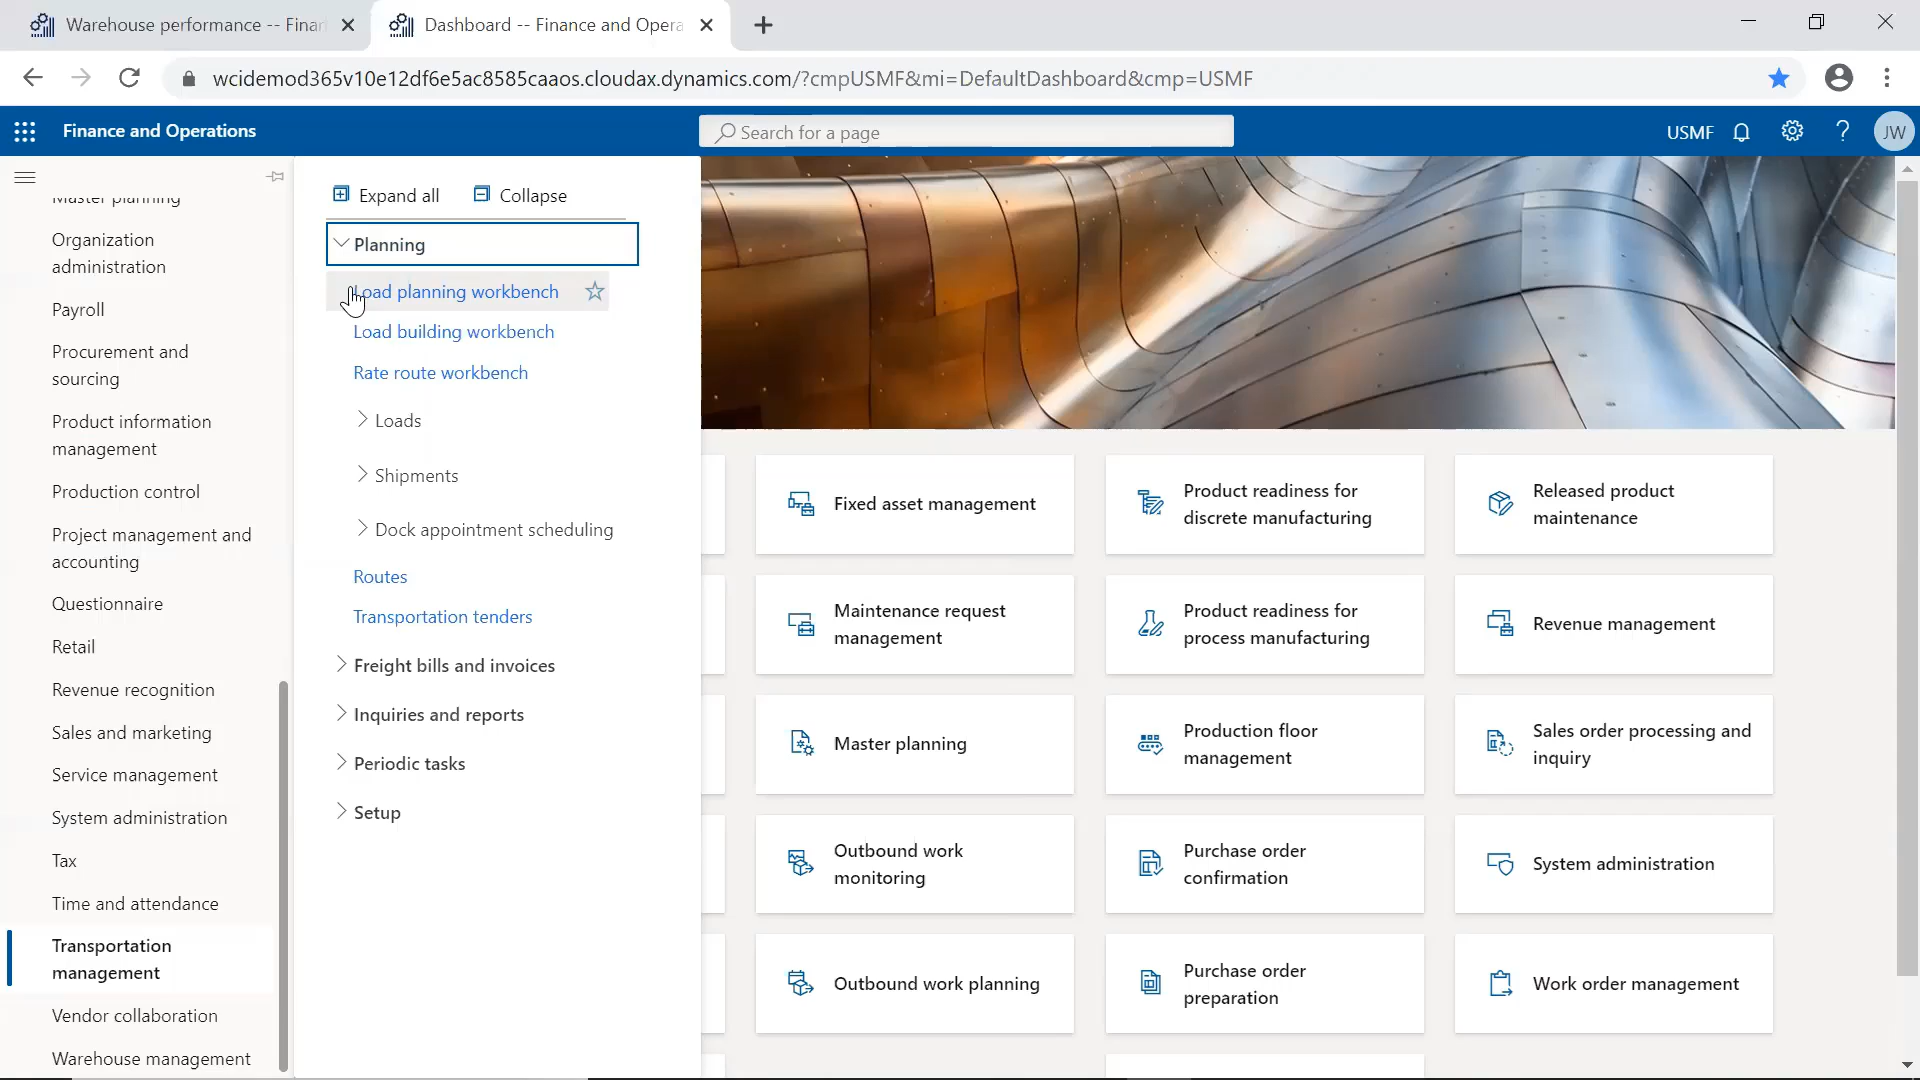 Warehouse performance -- Finan
Dashboard -- Finance and Opera
wcidemod365v10e12df6e5ac8585caaos.cloudax.dynamics.com/?cmpUSMF&mi=DefaultDashboard&cmp=USMF
Finance and Operations
Search for a page
USMF
?
JW
Master planning
Organization
administration
Payroll
Procurement and
sourcing
Product information
management
Production control
Project management and
accounting
Questionnaire
Retail
Revenue recognition
Sales and marketing
Service management
System administration
Tax
Time and attendance
Transportation
management
Vendor collaboration
Warehouse management
Expand all
Collapse
Planning
Load planning workbench
Load building workbench
Rate route workbench
Loads
Shipments
Dock appointment scheduling
Routes
Transportation tenders
Freight bills and invoices
Inquiries and reports
Periodic tasks
Setup
Fixed asset management
Product readiness for
discrete manufacturing
Released product
maintenance
Maintenance request
management
Product readiness for
process manufacturing
Revenue management
Master planning
Production floor
management
Sales order processing and
inquiry
Outbound work
monitoring
Purchase order
confirmation
System administration
Outbound work planning
Purchase order
preparation
Work order management